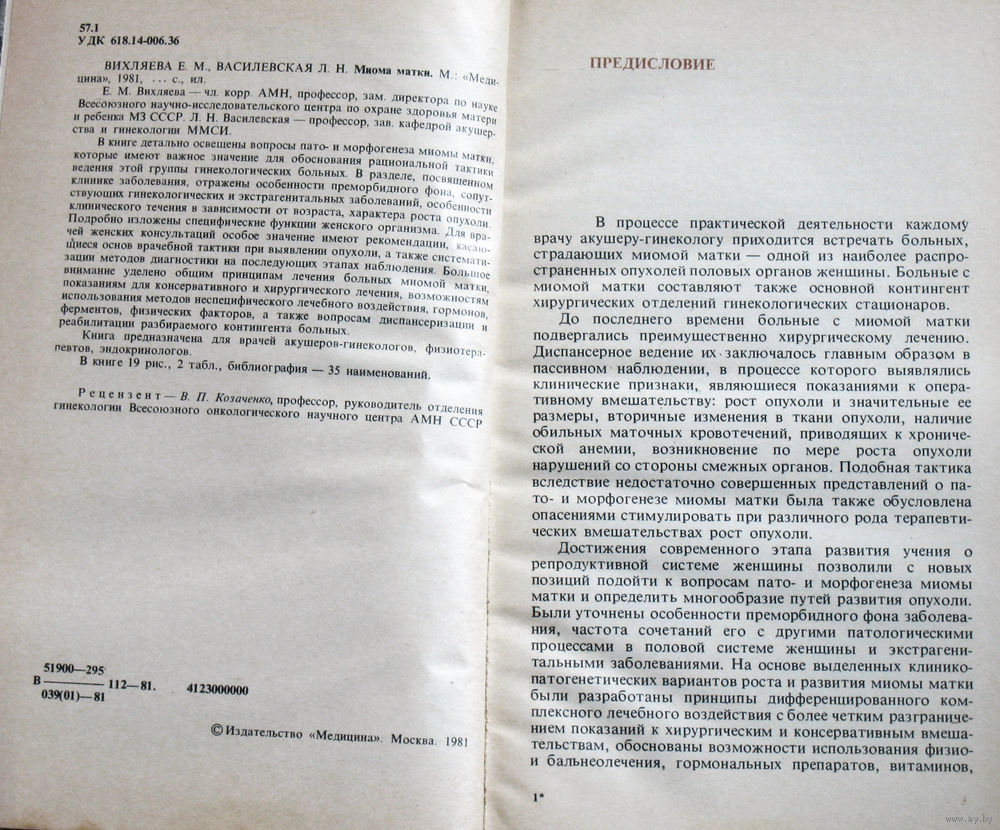 57.1
УДК 618.14-006.36
ВИХЛЯЕВА Е. М., ВАСИЛЕВСКАЯ Л. Н. Миома матки. М.: «Меди-
цина», 1981, ... с., ил.
Е. М. Вихляева — чл. корр. АМН, профессор, зам. директора по науке
Всесоюзного научно-исследовательского центра по охране здоровья матери
и ребенка МЗ СССР. Л. Н. Василевская — профессор, зав. кафедрой акушер-
ства и гинекологии ММСИ.
В книге детально освещены вопросы пато- и морфогенеза миомы матки,
которые имеют важное значение для обоснования рациональной тактики
ведения этой группы гинекологических больных. В разделе, посвященном
клинике заболевания, отражены особенности преморбидного фона, сопут-
ствующих гинекологических и экстрагенитальных заболеваний, особенности
клинического течения в зависимости от возраста, характера роста опухоли.
Подробно изложены специфические функции женского организма. Для вра-
чей женских консультаций особое значение имеют рекомендации, касаю-
щиеся основ врачебной тактики при выявлении опухоли, а также системати-
зации методов диагностики на последующих этапах наблюдения. Большое
внимание уделено общим принципам лечения больных миомой матки,
показаниям для консервативного и хирургического лечения, возможностям
использования методов неспецифического лечебного воздействия, гормонов,
ферментов, физических факторов, а также вопросам диспансеризации и
реабилитации разбираемого контингента больных.
Книга предназначена для врачей акушеров-гинекологов, физиотера-
певтов, эндокринологов.
В книге 19 рис., 2 табл., библиография — 35 наименований.
Рецензент — В. П. Козаченко, профессор, руководитель отделения
гинекологии Всесоюзного онкологического научного центра АМН СССР
51900—295
В 112—81. 4123000000
039(01)—81
© Издательство «Медицина». Москва. 1981
ПРЕДИСЛОВИЕ
В процессе практической деятельности каждому
врачу акушеру-гинекологу приходится встречать больных,
страдающих миомой матки — одной из наиболее распро-
страненных опухолей половых органов женщины. Больные с
миомой матки составляют также основной контингент
хирургических отделений гинекологических стационаров.
До последнего времени больные с миомой матки
подвергались преимущественно хирургическому лечению.
Диспансерное ведение их заключалось главным образом в
пассивном наблюдении, в процессе которого выявлялись
клинические признаки, являющиеся показаниями к опера-
тивному вмешательству: рост опухоли и значительные ее
размеры, вторичные изменения в ткани опухоли, наличие
обильных маточных кровотечений, приводящих к хрониче-
ской анемии, возникновение по мере роста опухоли
нарушений со стороны смежных органов. Подобная тактика
вследствие недостаточно совершенных представлений о па-
то- и морфогенезе миомы матки была также обусловлена
опасениями стимулировать при различного рода терапевти-
ческих вмешательствах рост опухоли.
Достижения современного этапа развития учения о
репродуктивной системе женщины позволили с новых
позиций подойти к вопросам пато- и морфогенеза миомы
матки и определить многообразие путей развития опухоли.
Были уточнены особенности преморбидного фона заболева-
ния, частота сочетаний его с другими патологическими
процессами в половой системе женщины и экстрагени-
тальными заболеваниями. На основе выделенных клинико-
патогенетических вариантов роста и развития миомы матки
были разработаны принципы дифференцированного ком-
плексного лечебного воздействия с более четким разграниче-
нием показаний к хирургическим и консервативным вмеша-
тельствам, обоснованы возможности использования физио-
и бальнеолечения, гормональных препаратов, витаминов,
1*
3
www.ay.by